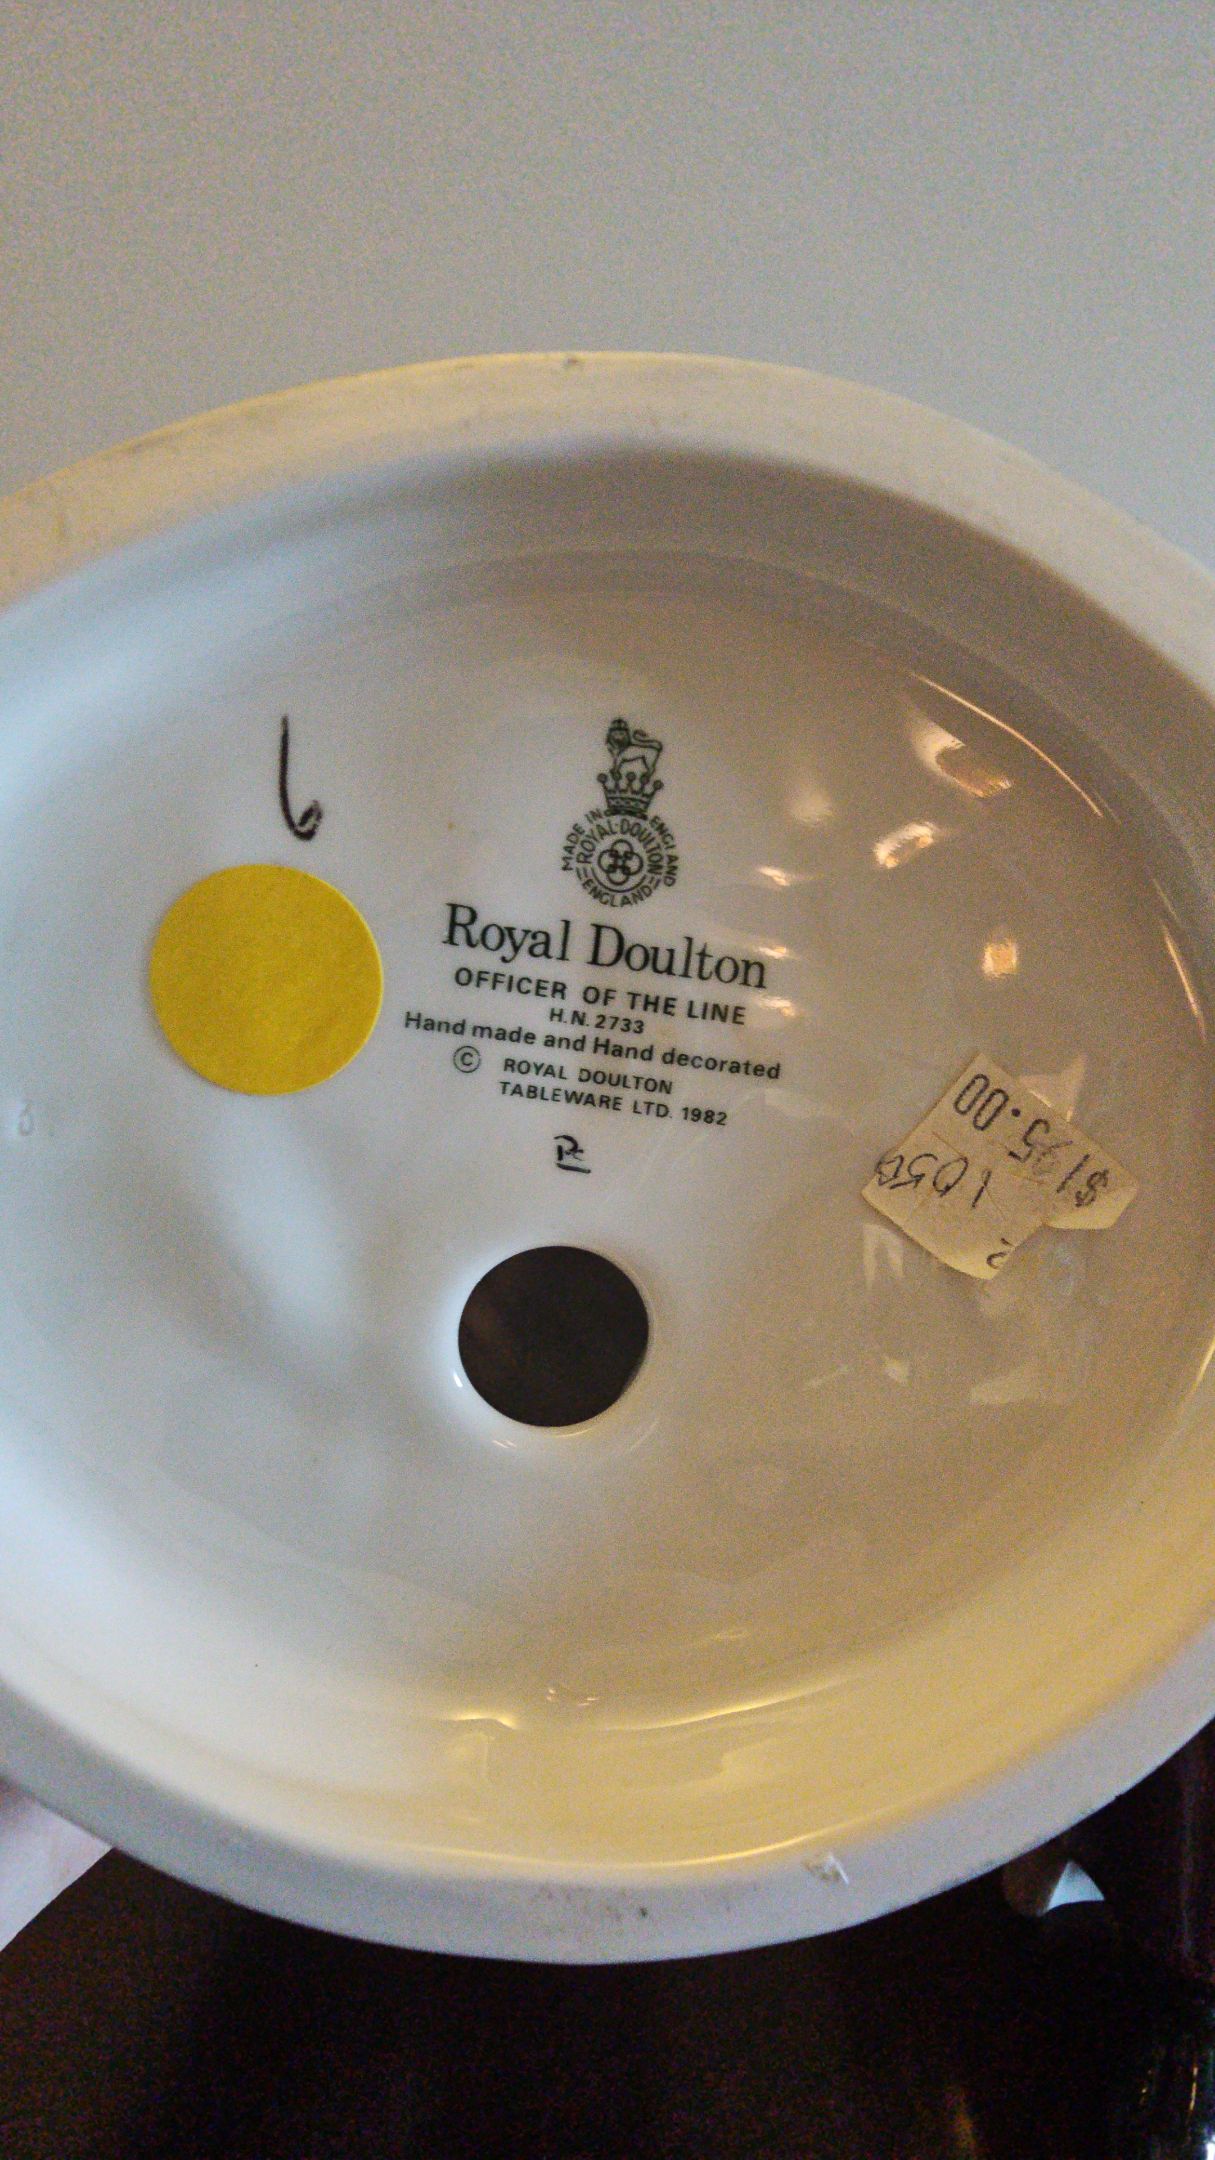 6
MADE IN ENGLAND
ROYAL·DOULTON
ENGLAND
Royal Doulton
OFFICER OF THE LINE
H.N. 2733
Hand made and Hand decorated
© ROYAL DOULTON
TABLEWARE LTD. 1982
$195.00